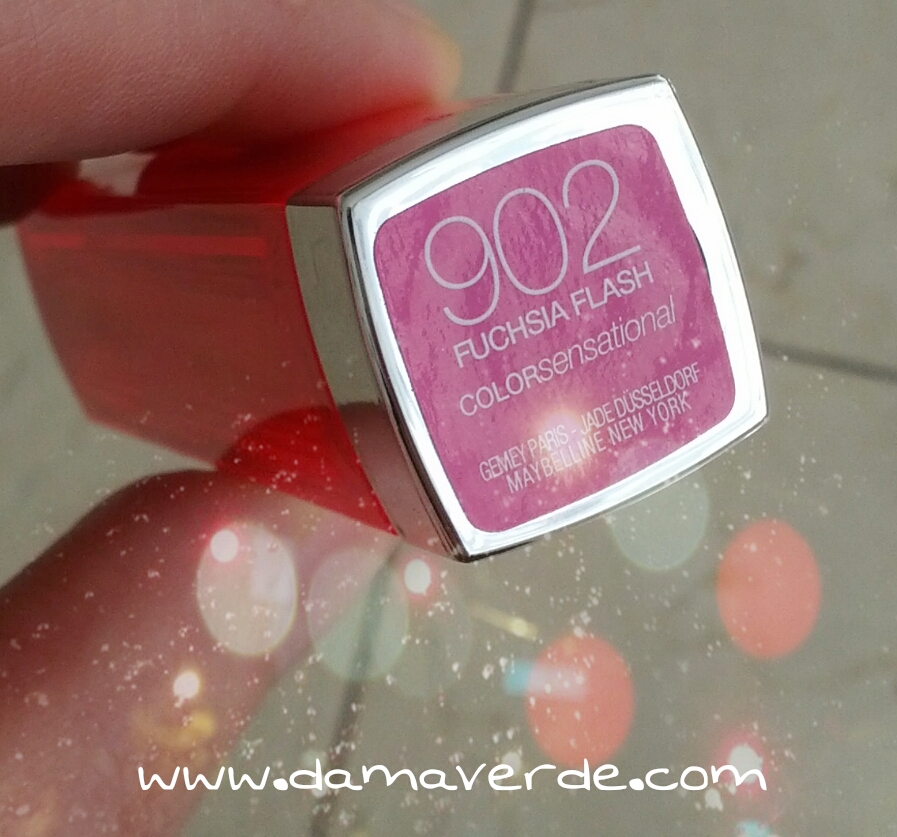 902
FUCHSIA FLASH
COLORsensational
GEMEY PARIS - JADE DÜSSELDORF
MAYBELLINE NEW YORK
www.damaverde.com